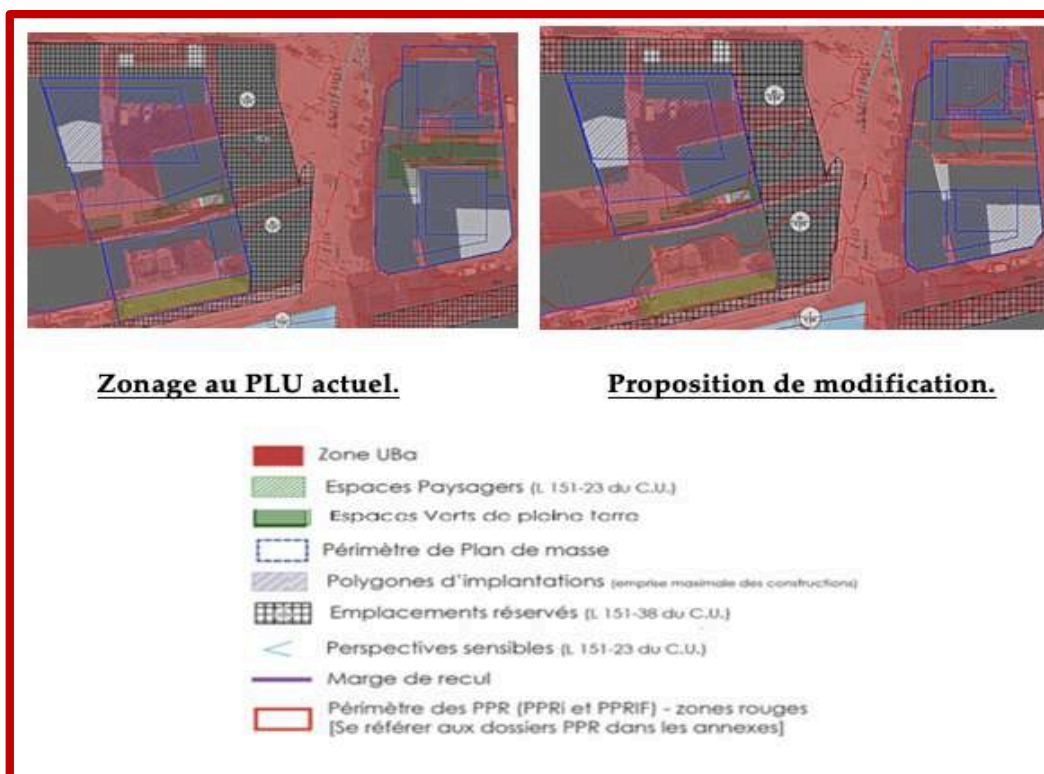 Zonage au PLU actuel.
Proposition de modification.
Zone UBa
Espaces Paysagers (L 151-23 du C.U.)
Espaces Verts de pleine terre
Périmètre de Plan de masse
Polygones d'implantations (emprise maximale des constructions)
Emplacements réservés (L 151-38 du C.U.)
Perspectives sensibles (L 151-23 du C.U.)
Marge de recul
Périmètre des PPR (PPRi et PPRIF) - zones rouges
[Se référer aux dossiers PPR dans les annexes]